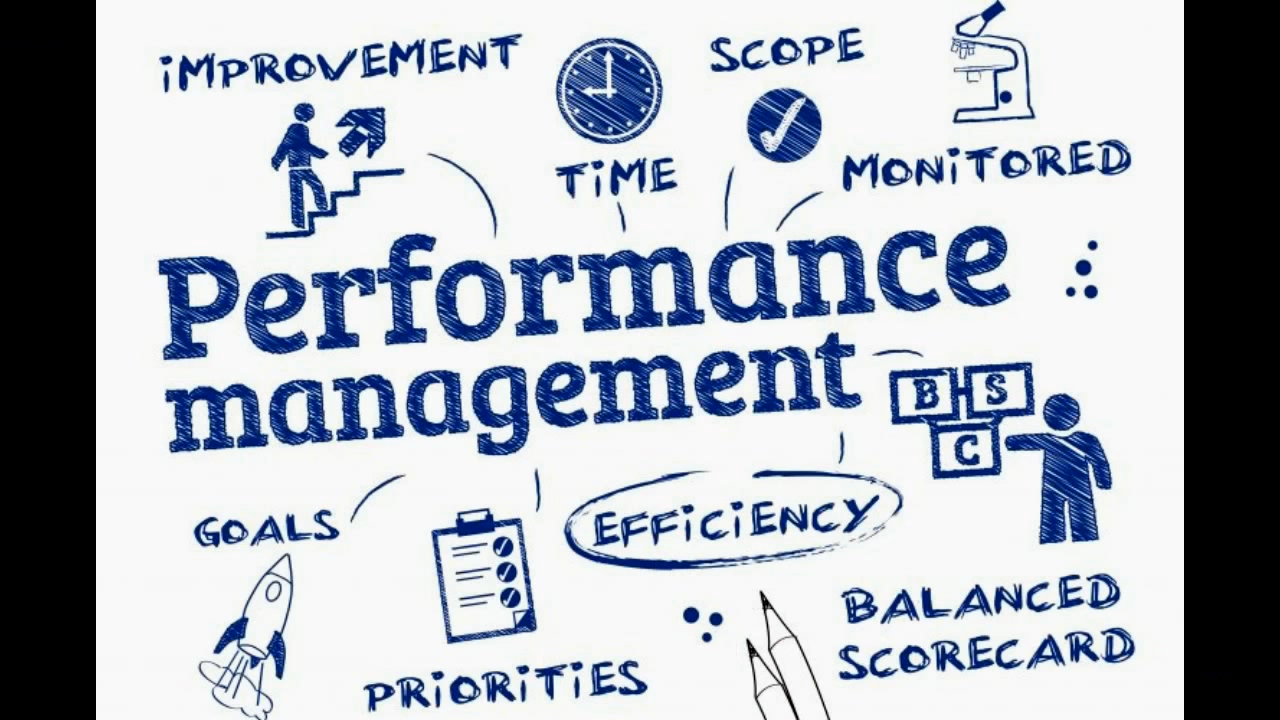 iMPROVEMENT
SCOPE
TiME
MONiTORED
Performance
management
B S
C
GOALS
EFFiCiENCY
BALANCED
SCORECARD
PRiORiTiES